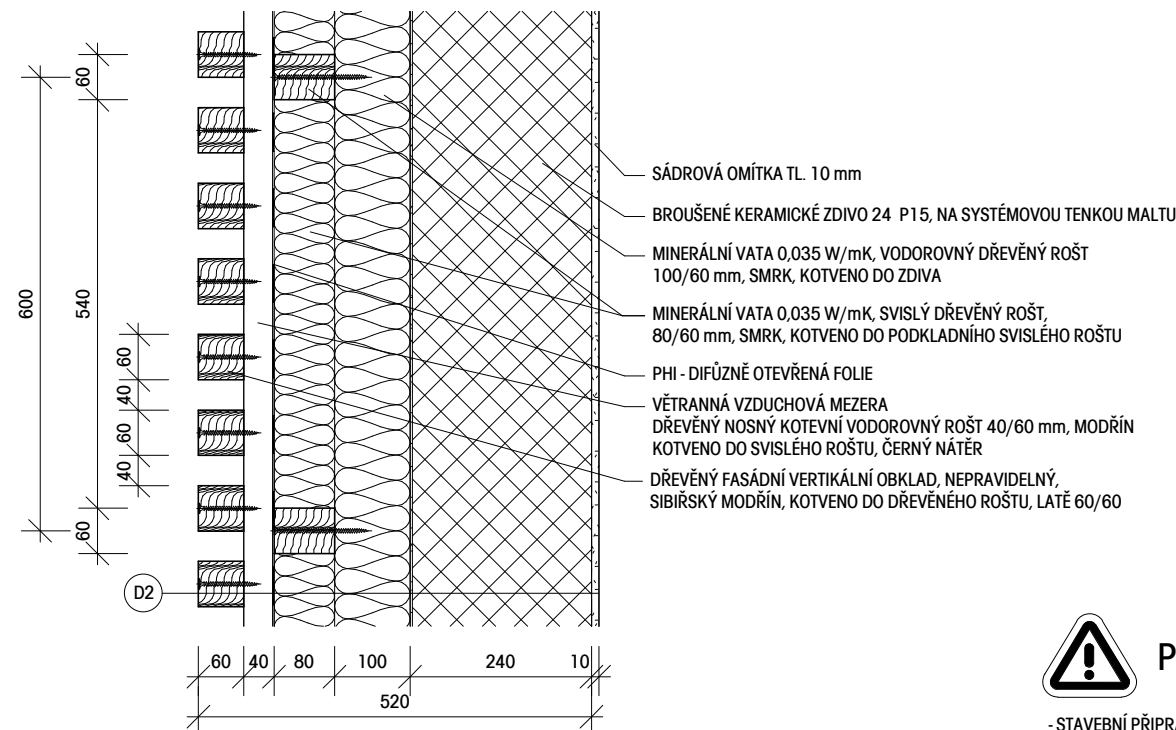 SÁDROVÁ OMÍTKA TL. 10 mm
BROUŠENÉ KERAMICKÉ ZDIVO 24 P15, NA SYSTÉMOVOU TENKOU MALTU
MINERÁLNÍ VATA 0,035 W/mK, VODOROVNÝ DŘEVĚNÝ ROŠT
100/60 mm, SMRK, KOTVENO DO ZDIVA
MINERÁLNÍ VATA 0,035 W/mK, SVISLÝ DŘEVĚNÝ ROŠT,
80/60 mm, SMRK, KOTVENO DO PODKLADNÍHO SVISLÉHO ROŠTU
PHI - DIFŮZNĚ OTEVŘENÁ FOLIE
VĚTRANNÁ VZDUCHOVÁ MEZERA
DŘEVĚNÝ NOSNÝ KOTEVNÍ VODOROVNÝ ROŠT 40/60 mm, MODŘÍN
KOTVENO DO SVISLÉHO ROŠTU, ČERNÝ NÁTĚR
DŘEVĚNÝ FASÁDNÍ VERTIKÁLNÍ OBKLAD, NEPRAVIDELNÝ,
SIBIŘSKÝ MODŘÍN, KOTVENO DO DŘEVĚNÉHO ROŠTU, LATĚ 60/60
600
60
540
60
60
40
60
40
D2
60 40 80 100 240 10
520
P
- STAVEBNÍ PŘIPRA